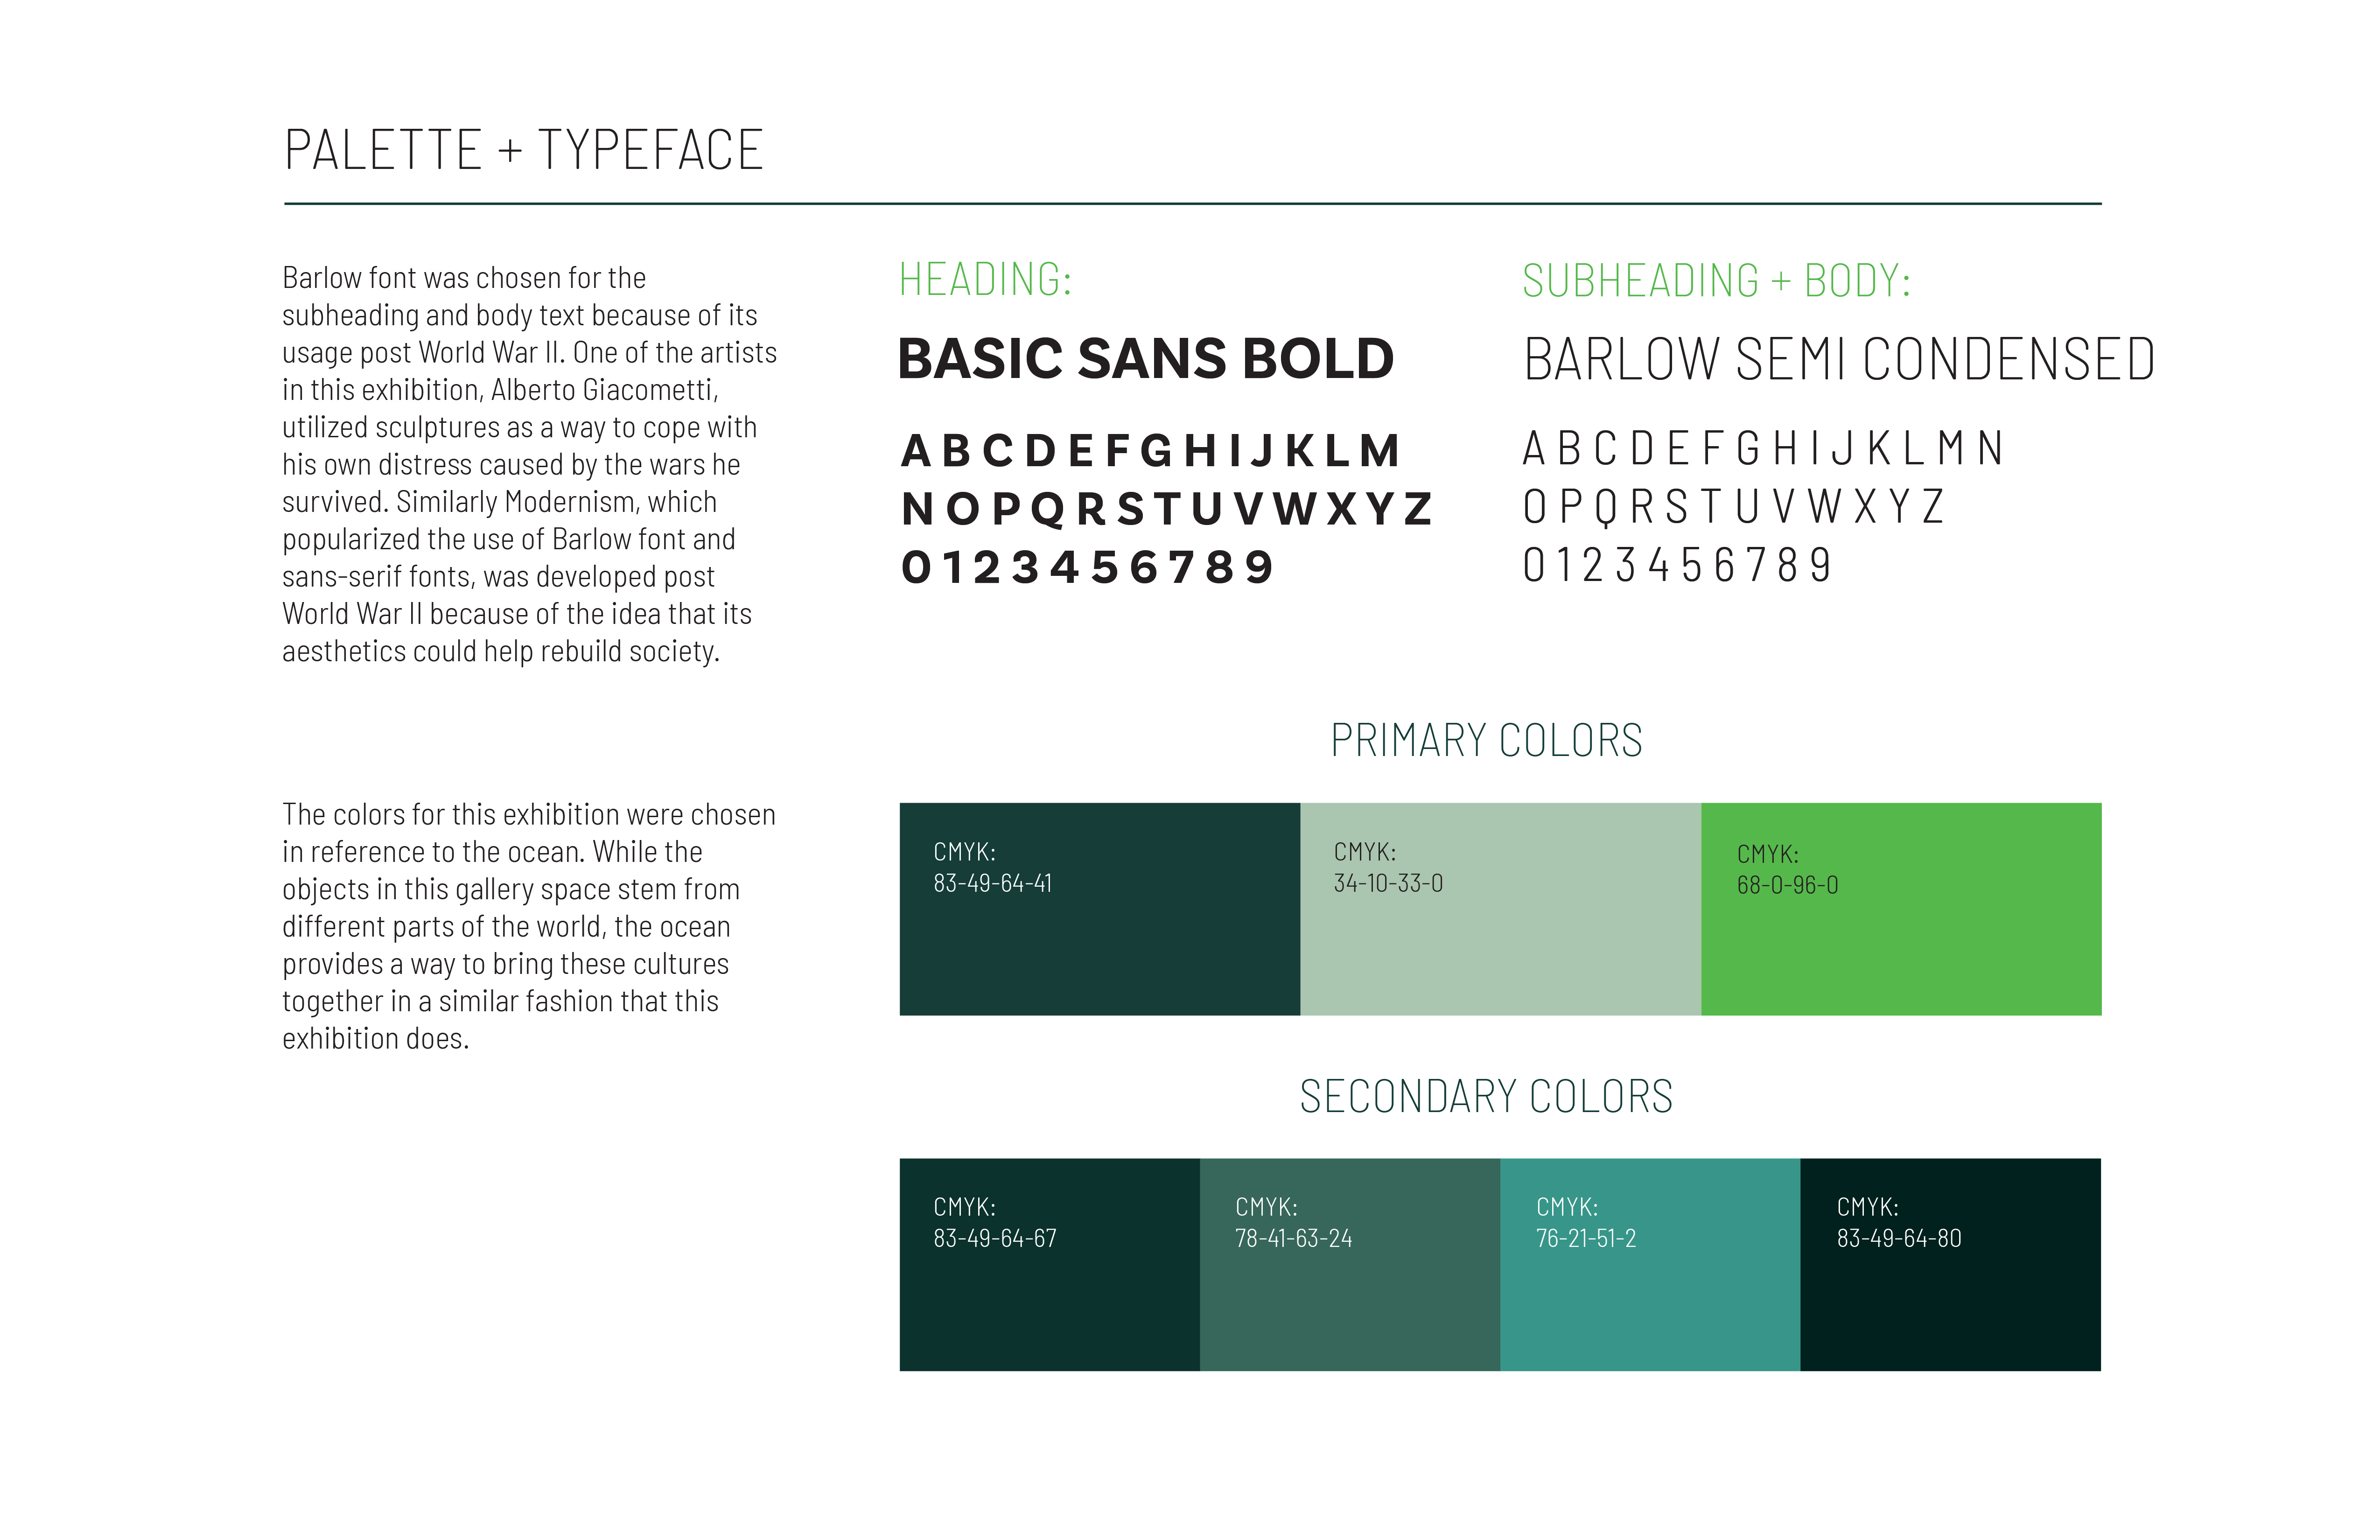 PALETTE + TYPEFACE
Barlow font was chosen for the
subheading and body text because of its
usage post World War II. One of the artists
in this exhibition, Alberto Giacometti,
utilized sculptures as a way to cope with
his own distress caused by the wars he
survived. Similarly Modernism, which
popularized the use of Barlow font and
sans-serif fonts, was developed post
World War II because of the idea that its
aesthetics could help rebuild society.
The colors for this exhibition were chosen
in reference to the ocean. While the
objects in this gallery space stem from
different parts of the world, the ocean
provides a way to bring these cultures
together in a similar fashion that this
exhibition does.
HEADING:
BASIC SANS BOLD
A B C D E F G H I J K L M
N O P Q R S T U V W X Y Z
0 1 2 3 4 5 6 7 8 9
SUBHEADING + BODY:
BARLOW SEMI CONDENSED
A B C D E F G H I J K L M N
O P Q R S T U V W X Y Z
0 1 2 3 4 5 6 7 8 9
PRIMARY COLORS
CMYK:
83-49-64-41
CMYK:
34-10-33-0
CMYK:
68-0-96-0
SECONDARY COLORS
CMYK:
83-49-64-67
CMYK:
78-41-63-24
CMYK:
76-21-51-2
CMYK:
83-49-64-80